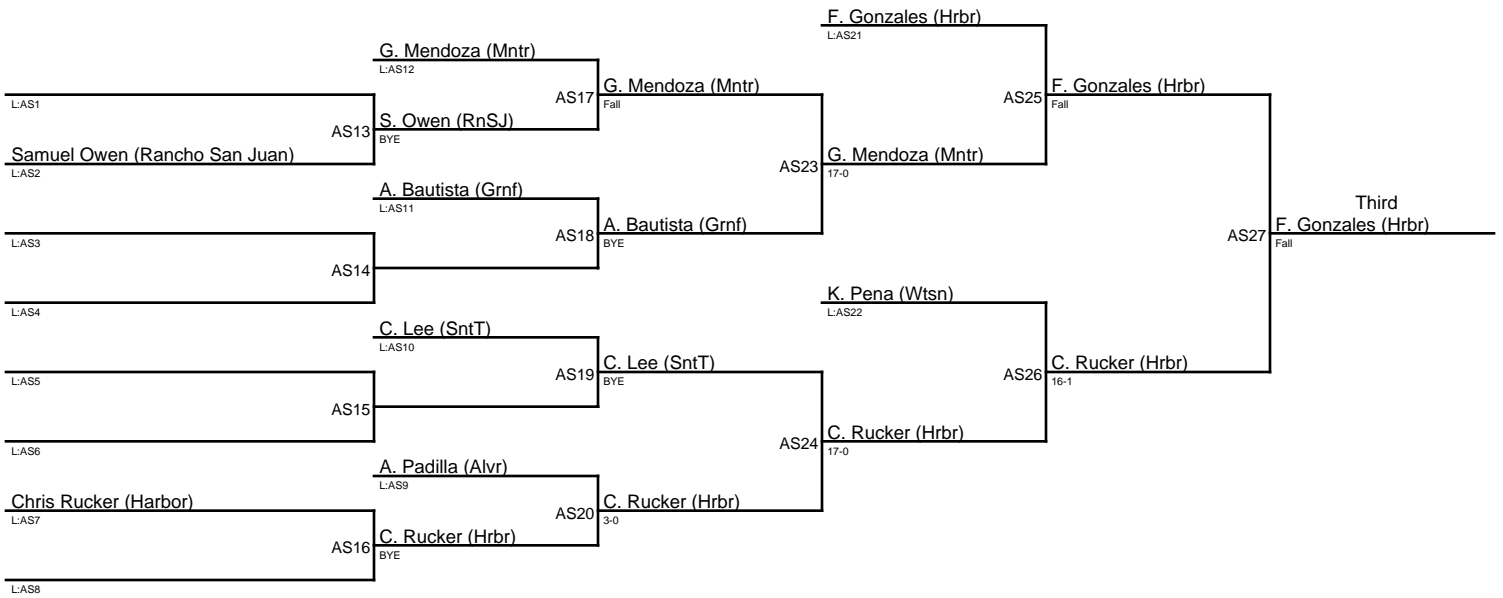 F. Gonzales (Hrbr)
L:AS21
G. Mendoza (Mntr)
L:AS12
AS17
G. Mendoza (Mntr)
Fall
AS25
F. Gonzales (Hrbr)
Fall
L:AS1
AS13
S. Owen (RnSJ)
BYE
Samuel Owen (Rancho San Juan)
L:AS2
AS23
G. Mendoza (Mntr)
17-0
A. Bautista (Grnf)
L:AS11
Third
L:AS3
AS18
A. Bautista (Grnf)
BYE
AS27
F. Gonzales (Hrbr)
Fall
AS14
L:AS4
K. Pena (Wtsn)
L:AS22
C. Lee (SntT)
L:AS10
L:AS5
AS19
C. Lee (SntT)
BYE
AS26
C. Rucker (Hrbr)
16-1
AS15
L:AS6
AS24
C. Rucker (Hrbr)
17-0
A. Padilla (Alvr)
L:AS9
Chris Rucker (Harbor)
L:AS7
AS20
C. Rucker (Hrbr)
3-0
AS16
C. Rucker (Hrbr)
BYE
L:AS8